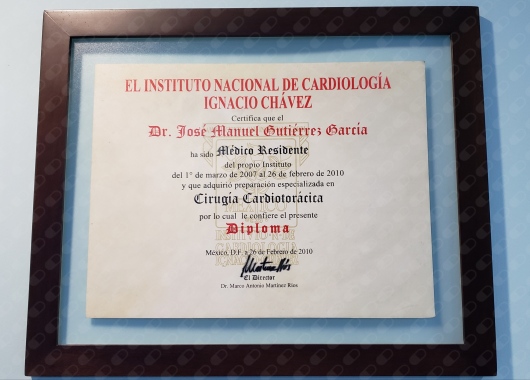 EL INSTITUTO NACIONAL DE CARDIOLOGÍA
IGNACIO CHÁVEZ
Certifica que el
Dr. José Manuel Gutiérrez García
ha sido Médico Residente
del propio Instituto
del 1° de marzo de 2007 al 26 de febrero de 2010
y que adquirió preparación especializada en
Cirugía Cardiotorácica
por lo cual le confiere el presente
Diploma
México, D.F. a 26 de Febrero de 2010
El Director
Dr. Marco Antonio Martínez Ríos